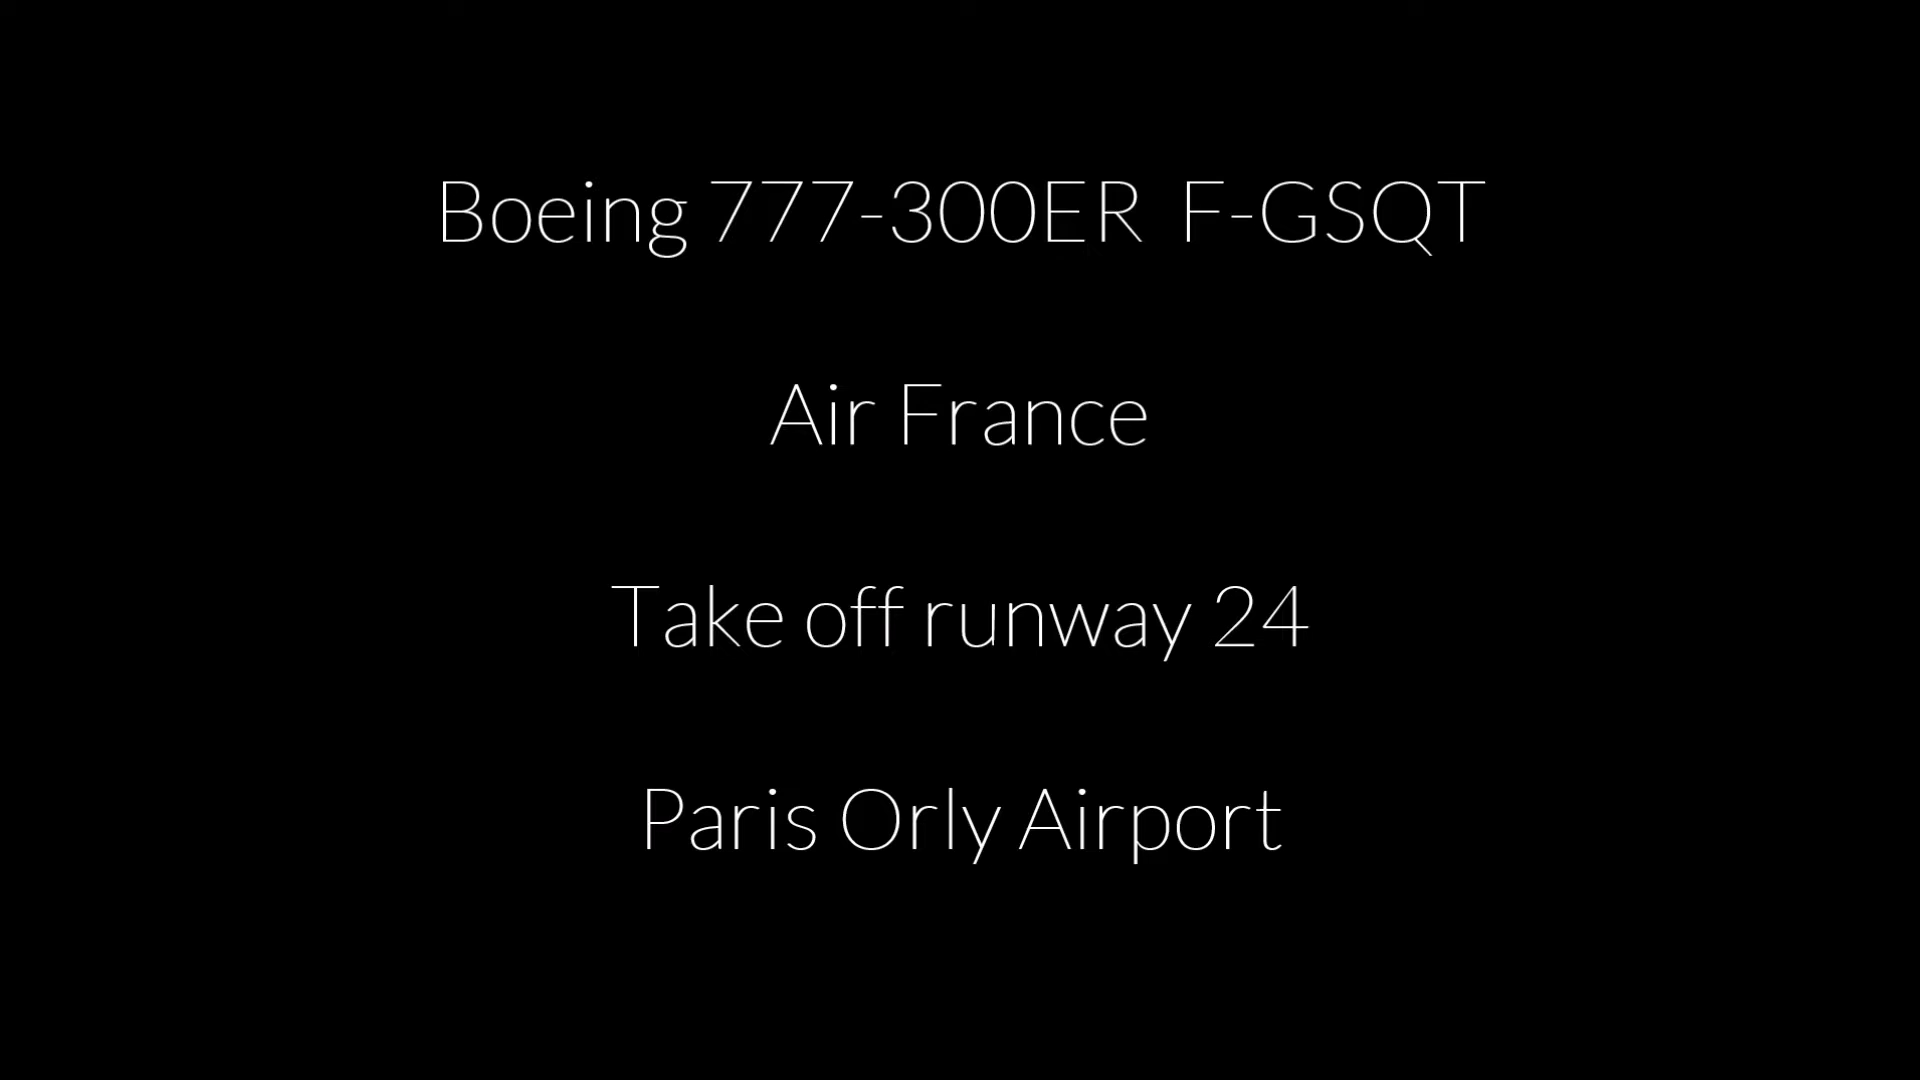 Boeing 777-300ER F-GSQT
Air France
Take off runway 24
Paris Orly Airport